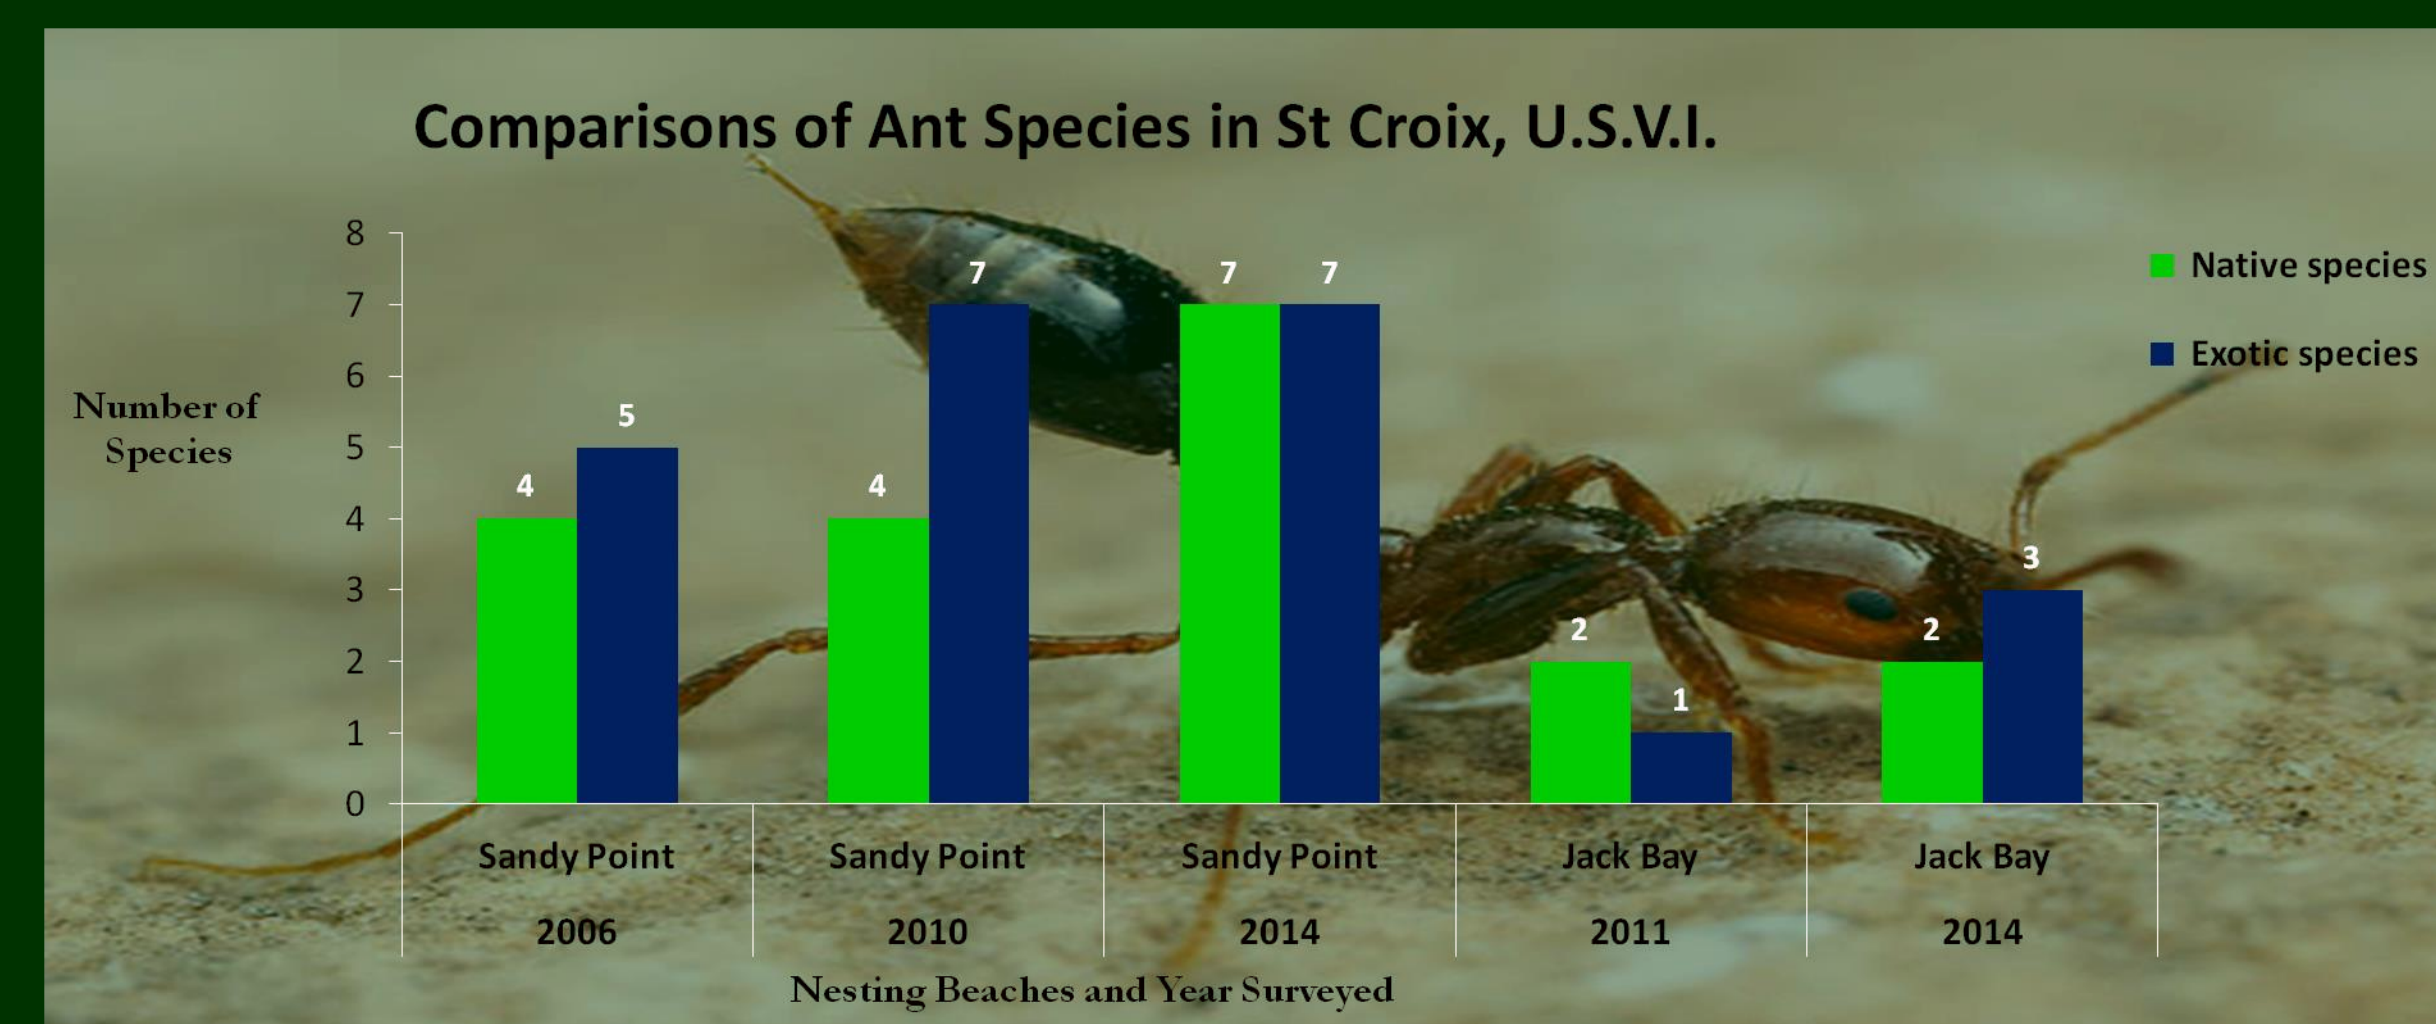 Comparisons of Ant Species in St Croix, U.S.V.I.
8
7
6
5
4
3
2
1
0
Number of
Species
4
5
4
7
7
7
2
1
2
3
Native species
Exotic species
Sandy Point
Sandy Point
Sandy Point
Jack Bay
Jack Bay
2006
2010
2014
2011
2014
Nesting Beaches and Year Surveyed